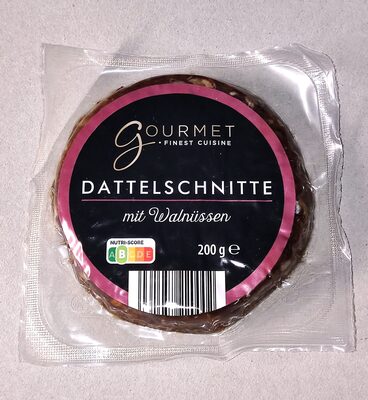 GOURMET
• FINEST CUISINE
DATTELSCHNITTE
mit Walnüssen
200 g ℮
NUTRI-SCORE
A B C D E